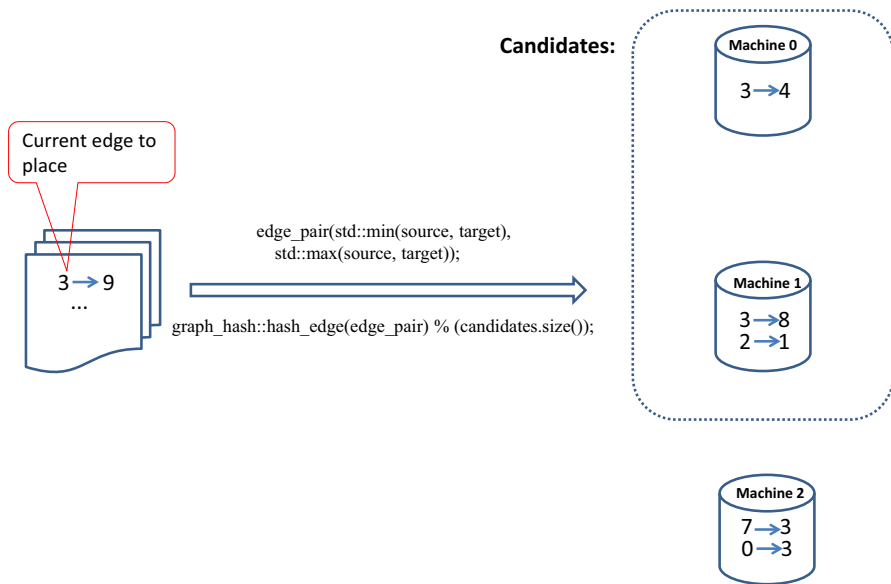 Candidates:
Machine 0
3→4
Current edge to
place
3→9
...
edge_pair(std::min(source, target),
std::max(source, target));
graph_hash::hash_edge(edge_pair) % (candidates.size());
Machine 1
3→8
2→1
Machine 2
7→3
0→3